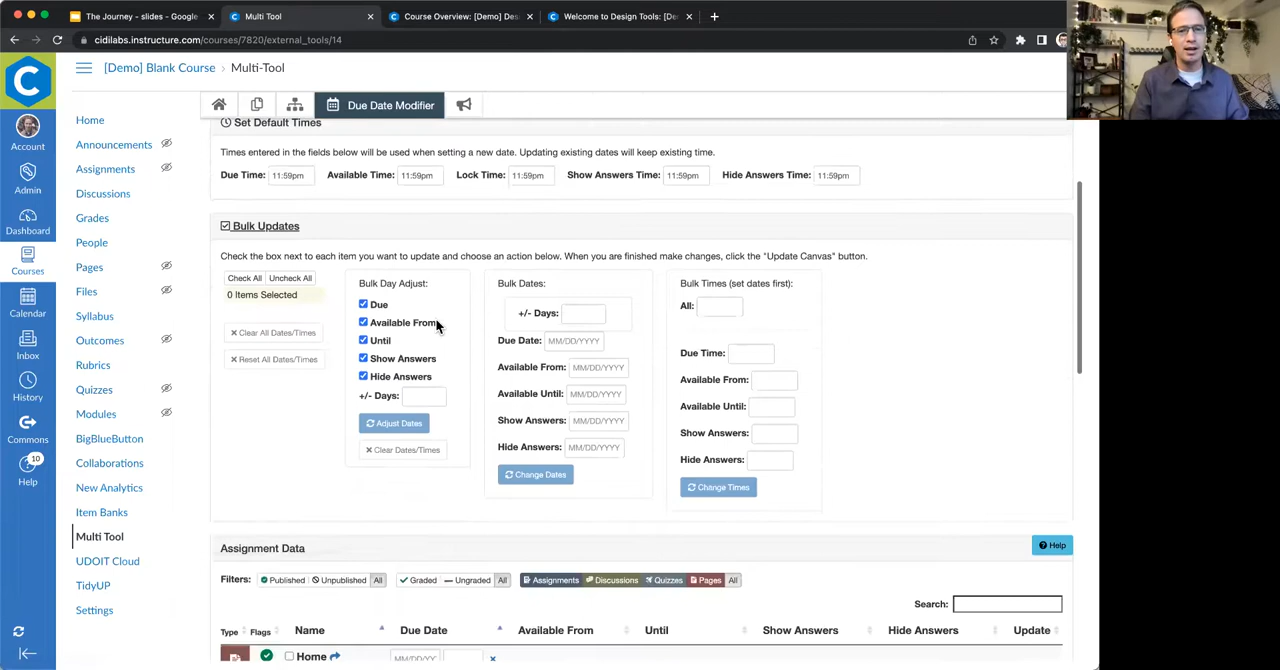 The Journey - slides - Google
Multi Tool
Course Overview: [Demo] Des
Welcome to Design Tools: [De
cidilabs.instructure.com/courses/7820/external_tools/14
[Demo] Blank Course > Multi-Tool
Account
Admin
Dashboard
Courses
Calendar
Inbox
History
Commons
10
Help
Home
Announcements
Assignments
Discussions
Grades
People
Pages
Files
Syllabus
Outcomes
Rubrics
Quizzes
Modules
BigBlueButton
Collaborations
New Analytics
Item Banks
Multi Tool
UDOIT Cloud
TidyUP
Settings
Due Date Modifier
Set Default Times
Times entered in the fields below will be used when setting a new date. Updating existing dates will keep existing time.
Due Time: 11:59pm Available Time: 11:59pm Lock Time: 11:59pm Show Answers Time: 11:59pm Hide Answers Time: 11:59pm
Bulk Updates
Check the box next to each item you want to update and choose an action below. When you are finished make changes, click the "Update Canvas" button.
Check All Uncheck All
0 Items Selected
Clear All Dates/Times
Reset All Dates/Times
Bulk Day Adjust:
Due
Available From
Until
Show Answers
Hide Answers
+/- Days:
Adjust Dates
Clear Dates/Times
Bulk Dates:
+/- Days:
Due Date: MM/DD/YYYY
Available From: MM/DD/YYYY
Available Until: MM/DD/YYYY
Show Answers: MM/DD/YYYY
Hide Answers: MM/DD/YYYY
Change Dates
Bulk Times (set dates first):
All:
Due Time:
Available From:
Available Until:
Show Answers:
Hide Answers:
Change Times
Assignment Data
Help
Filters: Published Unpublished All Graded Ungraded All Assignments Discussions Quizzes Pages All
Search:
Type Flags Name Due Date Available From Until Show Answers Hide Answers Update
Home MM/DD/YY